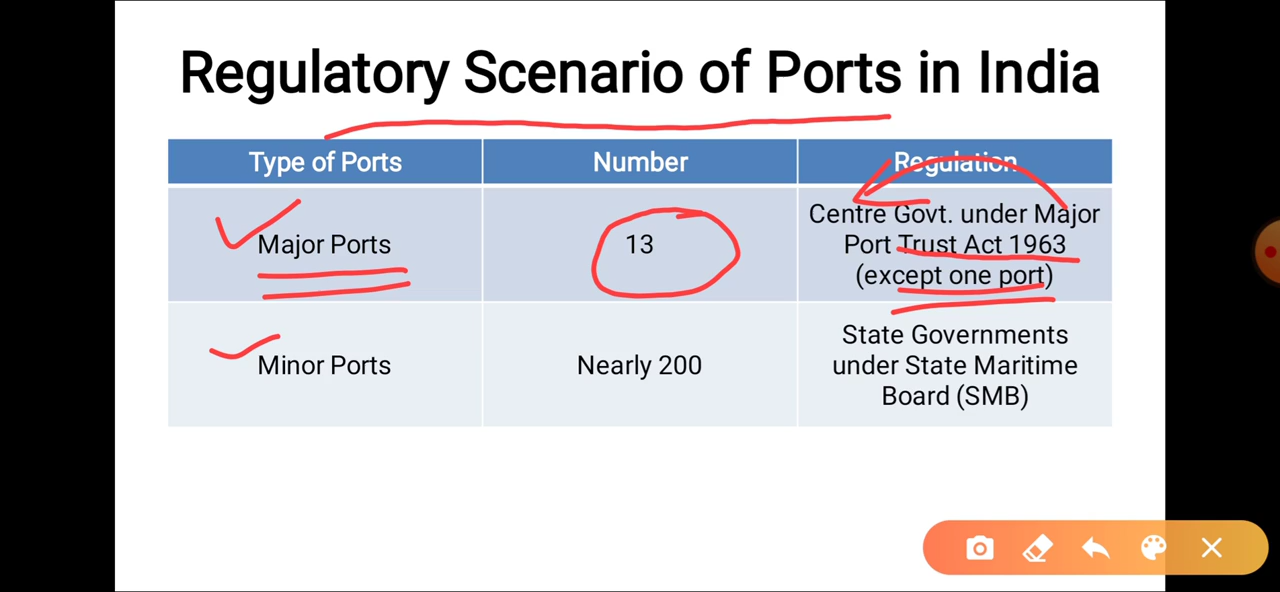 Regulatory Scenario of Ports in India
Type of Ports
Number
Regulation
Major Ports
13
Centre Govt. under Major
Port Trust Act 1963
(except one port)
Minor Ports
Nearly 200
State Governments
under State Maritime
Board (SMB)